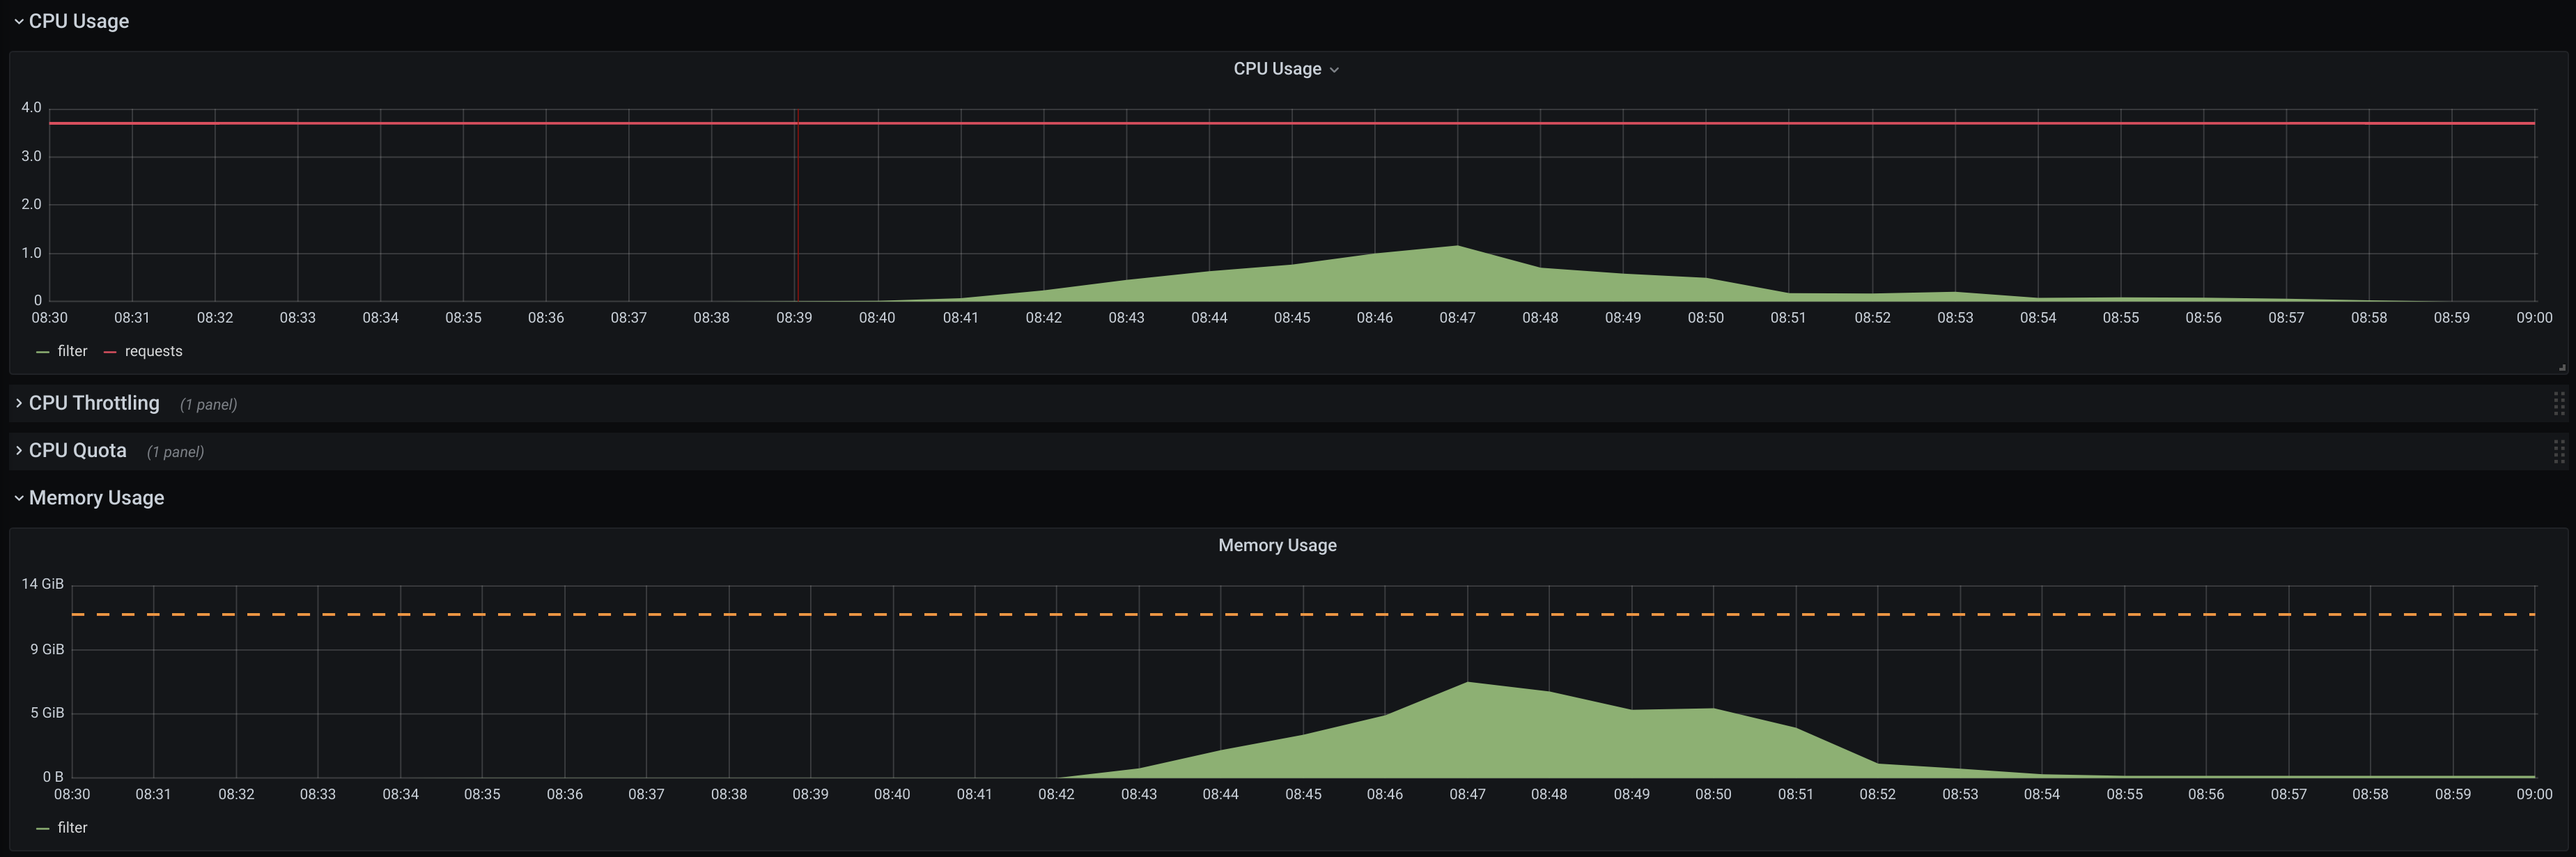 CPU Usage
CPU Usage
4.0
3.0
2.0
1.0
0
08:30 08:31 08:32 08:33 08:34 08:35 08:36 08:37 08:38 08:39 08:40 08:41 08:42 08:43 08:44 08:45 08:46 08:47 08:48 08:49 08:50 08:51 08:52 08:53 08:54 08:55 08:56 08:57 08:58 08:59 09:00
filter requests
CPU Throttling (1 panel)
CPU Quota (1 panel)
Memory Usage
Memory Usage
14 GiB
9 GiB
5 GiB
0 B
08:30 08:31 08:32 08:33 08:34 08:35 08:36 08:37 08:38 08:39 08:40 08:41 08:42 08:43 08:44 08:45 08:46 08:47 08:48 08:49 08:50 08:51 08:52 08:53 08:54 08:55 08:56 08:57 08:58 08:59 09:00
filter